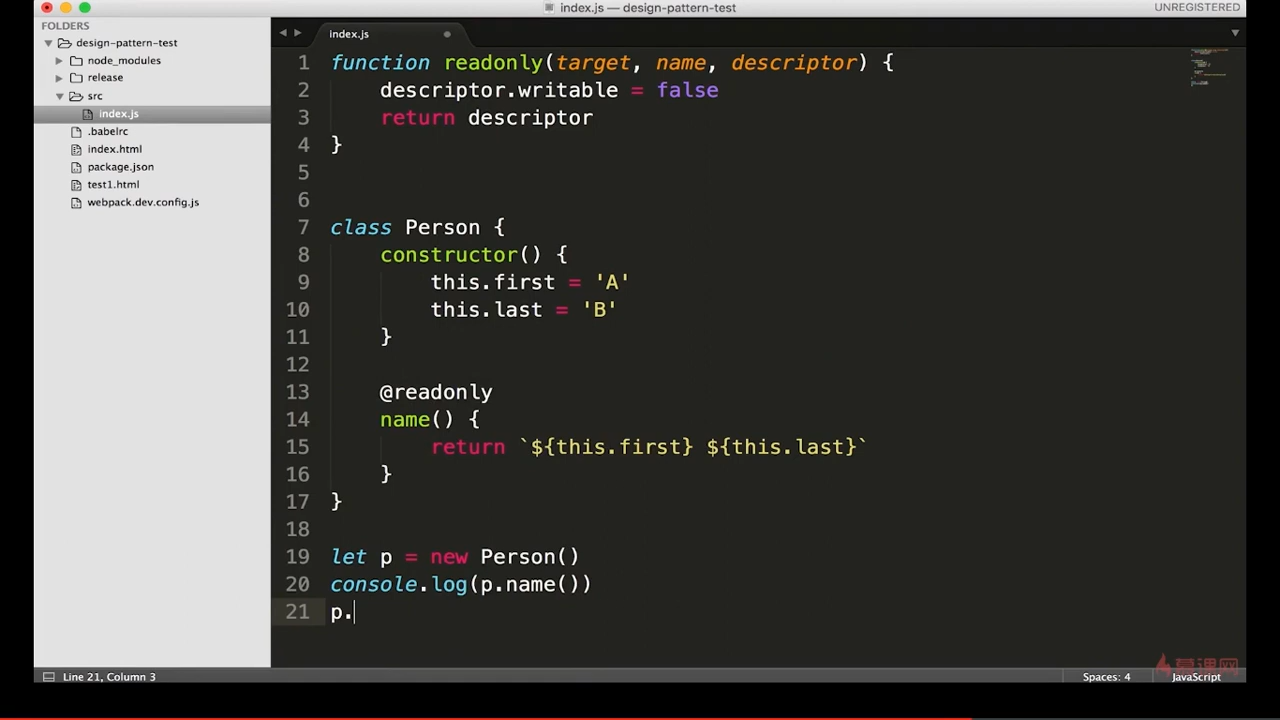 index.js — design-pattern-test
UNREGISTERED
FOLDERS
design-pattern-test
node_modules
release
src
index.js
.babelrc
index.html
package.json
test1.html
webpack.dev.config.js
index.js
1 function readonly(target, name, descriptor) {
2 descriptor.writable = false
3 return descriptor
4 }
5
6
7 class Person {
8 constructor() {
9 this.first = 'A'
10 this.last = 'B'
11 }
12
13 @readonly
14 name() {
15 return `${this.first} ${this.last}`
16 }
17 }
18
19 let p = new Person()
20 console.log(p.name())
21 p.
慕课网
Line 21, Column 3
Spaces: 4
JavaScript